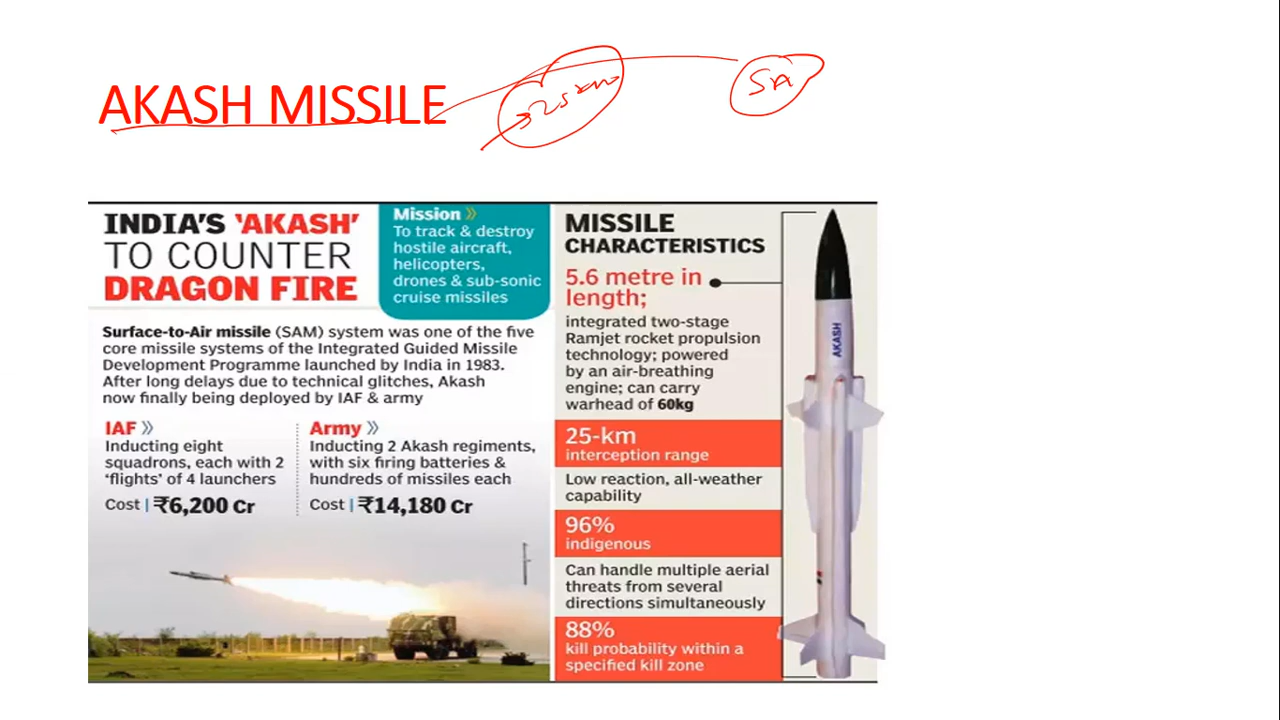 AKASH MISSILE
25 km
SA
INDIA'S 'AKASH'
TO COUNTER
DRAGON FIRE
Mission »
To track & destroy
hostile aircraft,
helicopters,
drones & sub-sonic
cruise missiles
Surface-to-Air missile (SAM) system was one of the five
core missile systems of the Integrated Guided Missile
Development Programme launched by India in 1983.
After long delays due to technical glitches, Akash
now finally being deployed by IAF & army
IAF »
Inducting eight
squadrons, each with 2
'flights' of 4 launchers
Cost | ₹6,200 Cr
Army »
Inducting 2 Akash regiments,
with six firing batteries &
hundreds of missiles each
Cost | ₹14,180 Cr
MISSILE
CHARACTERISTICS
5.6 metre in
length;
integrated two-stage
Ramjet rocket propulsion
technology; powered
by an air-breathing
engine; can carry
warhead of 60kg
25-km
interception range
Low reaction, all-weather
capability
96%
indigenous
Can handle multiple aerial
threats from several
directions simultaneously
88%
kill probability within a
specified kill zone
AKASH